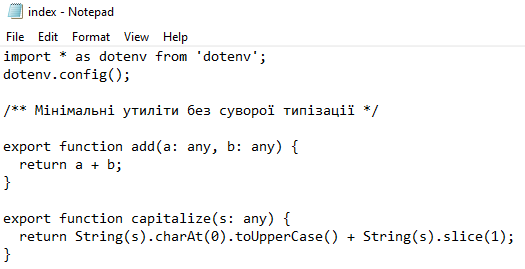 index - Notepad
File Edit Format View Help
import * as dotenv from 'dotenv';
dotenv.config();

/** Мінімальні утиліти без суворої типізації */

export function add(a: any, b: any) {
  return a + b;
}

export function capitalize(s: any) {
  return String(s).charAt(0).toUpperCase() + String(s).slice(1);
}